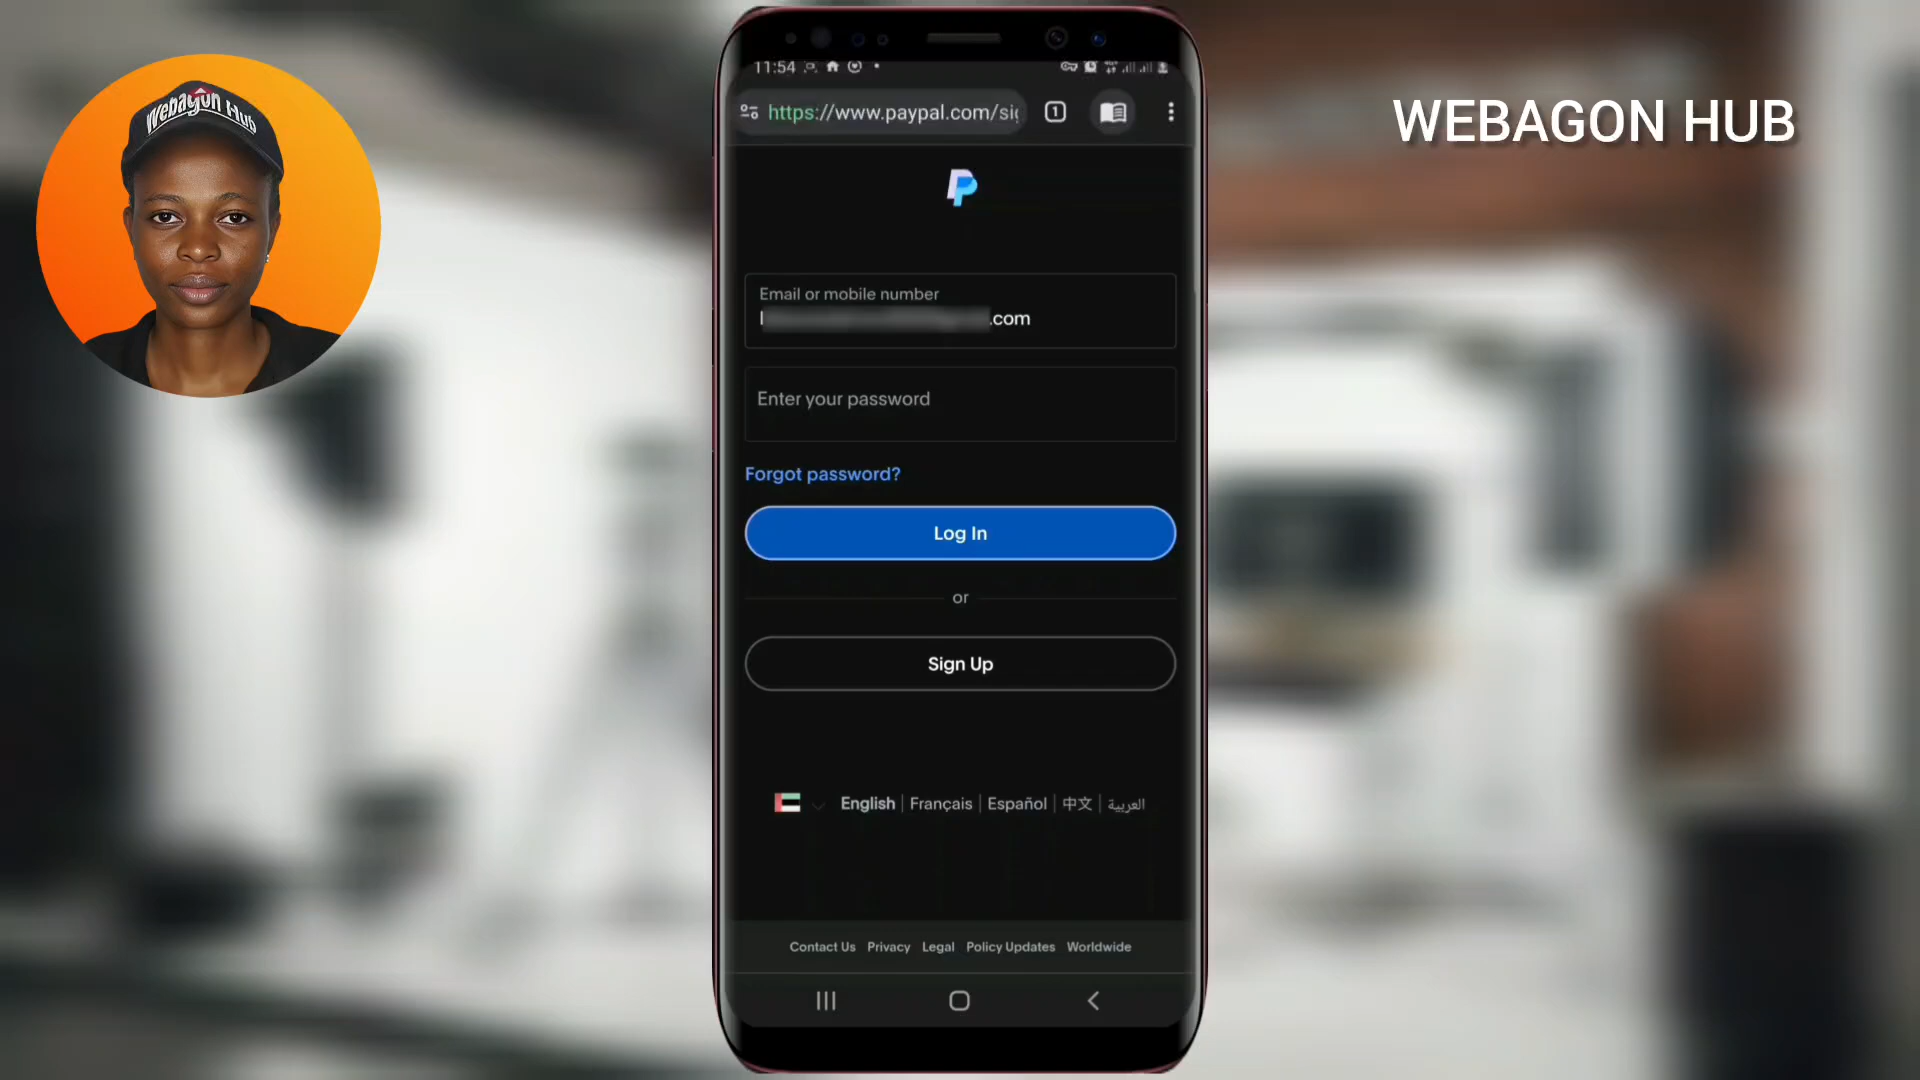 Webagon Hub
WEBAGON HUB
11:54
https://www.paypal.com/sig
1
Email or mobile number
.com
Enter your password
Forgot password?
Log In
or
Sign Up
English | Français | Español | 中文 | العربية
Contact Us Privacy Legal Policy Updates Worldwide